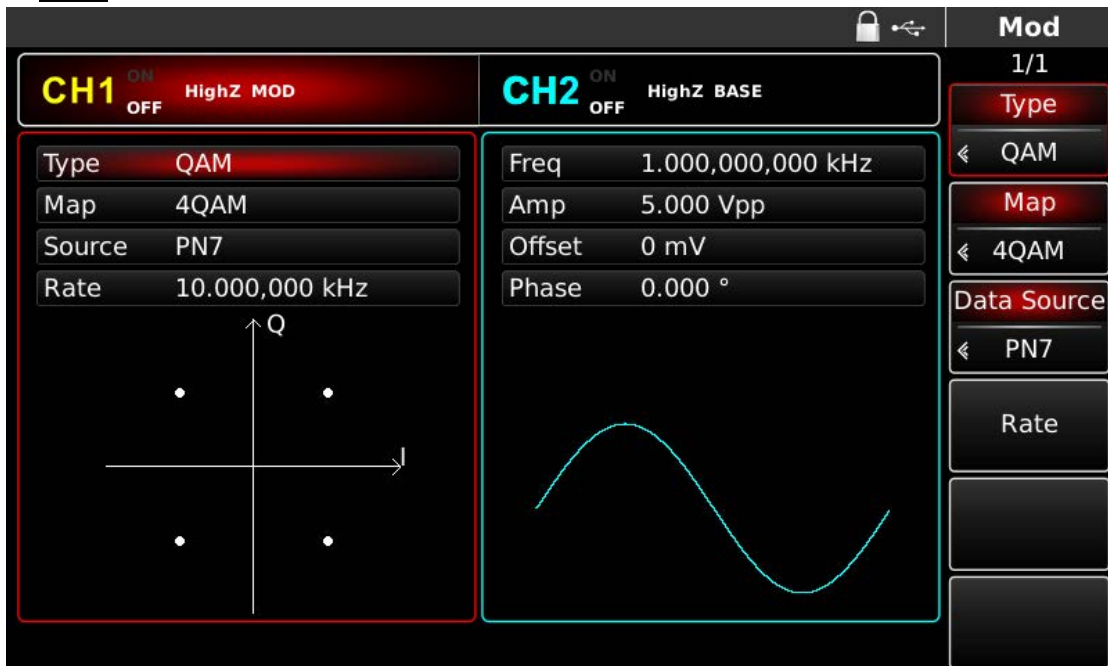 Mod
1/1
CH1 ON OFF HighZ MOD
CH2 ON OFF HighZ BASE
Type QAM
Map 4QAM
Source PN7
Rate 10.000,000 kHz
Q
I
Freq 1.000,000,000 kHz
Amp 5.000 Vpp
Offset 0 mV
Phase 0.000 °
Type
QAM
Map
4QAM
Data Source
PN7
Rate